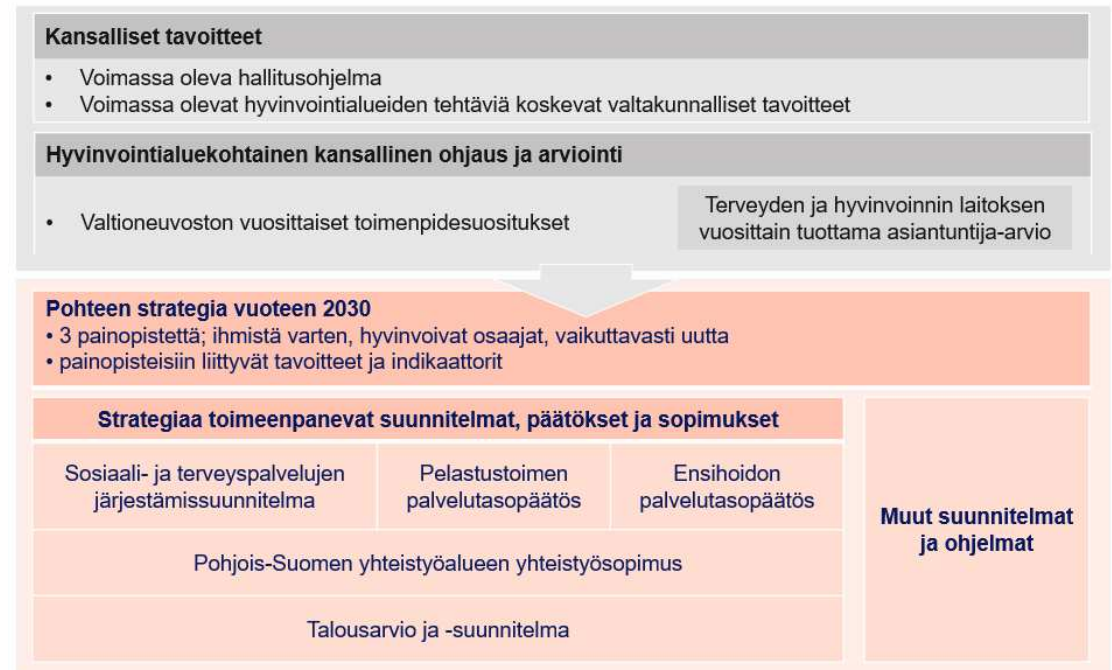 Kansalliset tavoitteet
• Voimassa oleva hallitusohjelma
• Voimassa olevat hyvinvointialueiden tehtäviä koskevat valtakunnalliset tavoitteet
Hyvinvointialuekohtainen kansallinen ohjaus ja arviointi
• Valtioneuvoston vuosittaiset toimenpidesuositukset
Terveyden ja hyvinvoinnin laitoksen
vuosittain tuottama asiantuntija-arvio
Pohteen strategia vuoteen 2030
• 3 painopistettä; ihmistä varten, hyvinvoivat osaajat, vaikuttavasti uutta
• painopisteisiin liittyvät tavoitteet ja indikaattorit
Strategiaa toimeenpanevat suunnitelmat, päätökset ja sopimukset
Sosiaali- ja terveyspalvelujen
järjestämissuunnitelma
Pelastustoimen
palvelutasopäätös
Ensihoidon
palvelutasopäätös
Pohjois-Suomen yhteistyöalueen yhteistyösopimus
Talousarvio ja -suunnitelma
Muut suunnitelmat
ja ohjelmat